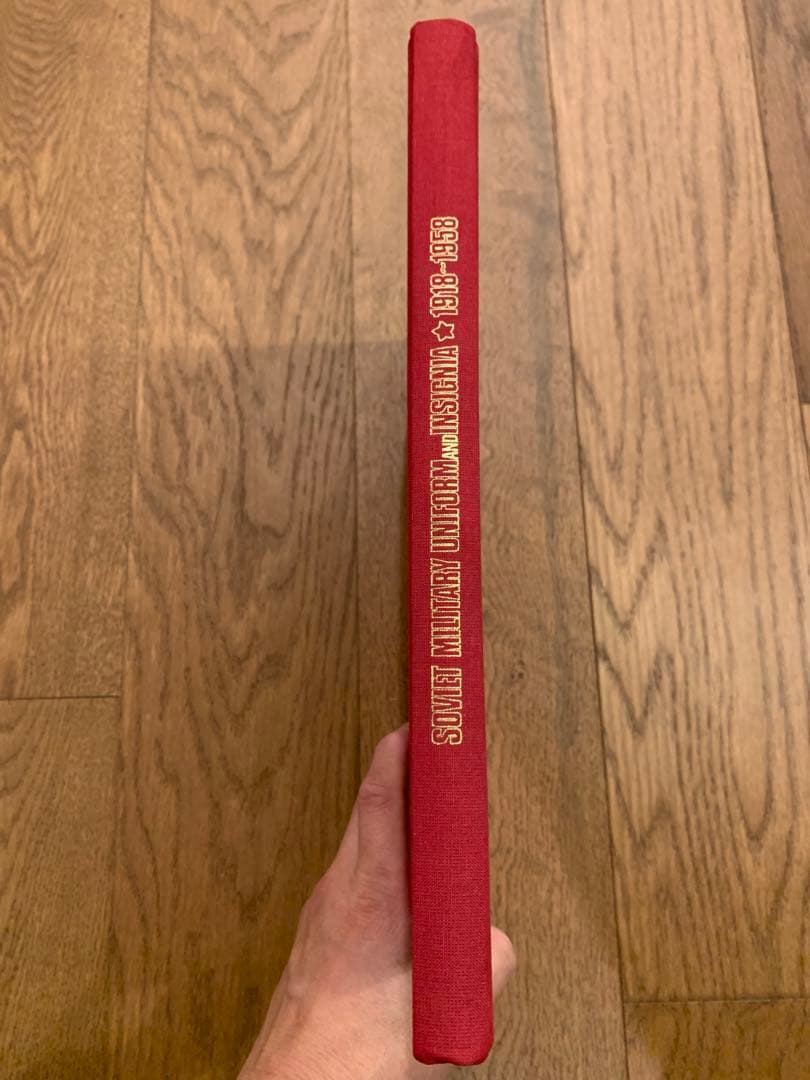 SOVIET MILITARY UNIFORM AND INSIGNIA ★ 1918-1958